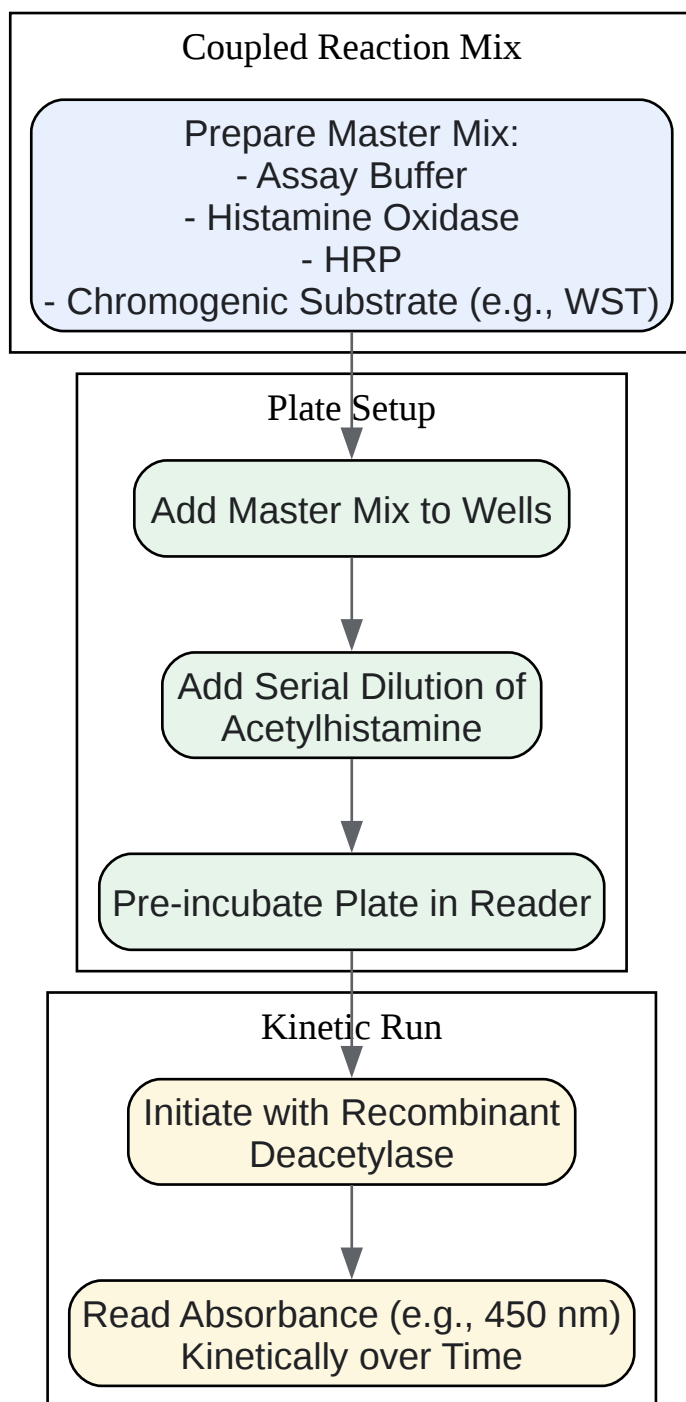 Coupled Reaction Mix
Prepare Master Mix:
- Assay Buffer
- Histamine Oxidase
- HRP
- Chromogenic Substrate (e.g., WST)
Plate Setup
Add Master Mix to Wells
Add Serial Dilution of
Acetylhistamine
Pre-incubate Plate in Reader
Kinetic Run
Initiate with Recombinant
Deacetylase
Read Absorbance (e.g., 450 nm)
Kinetically over Time